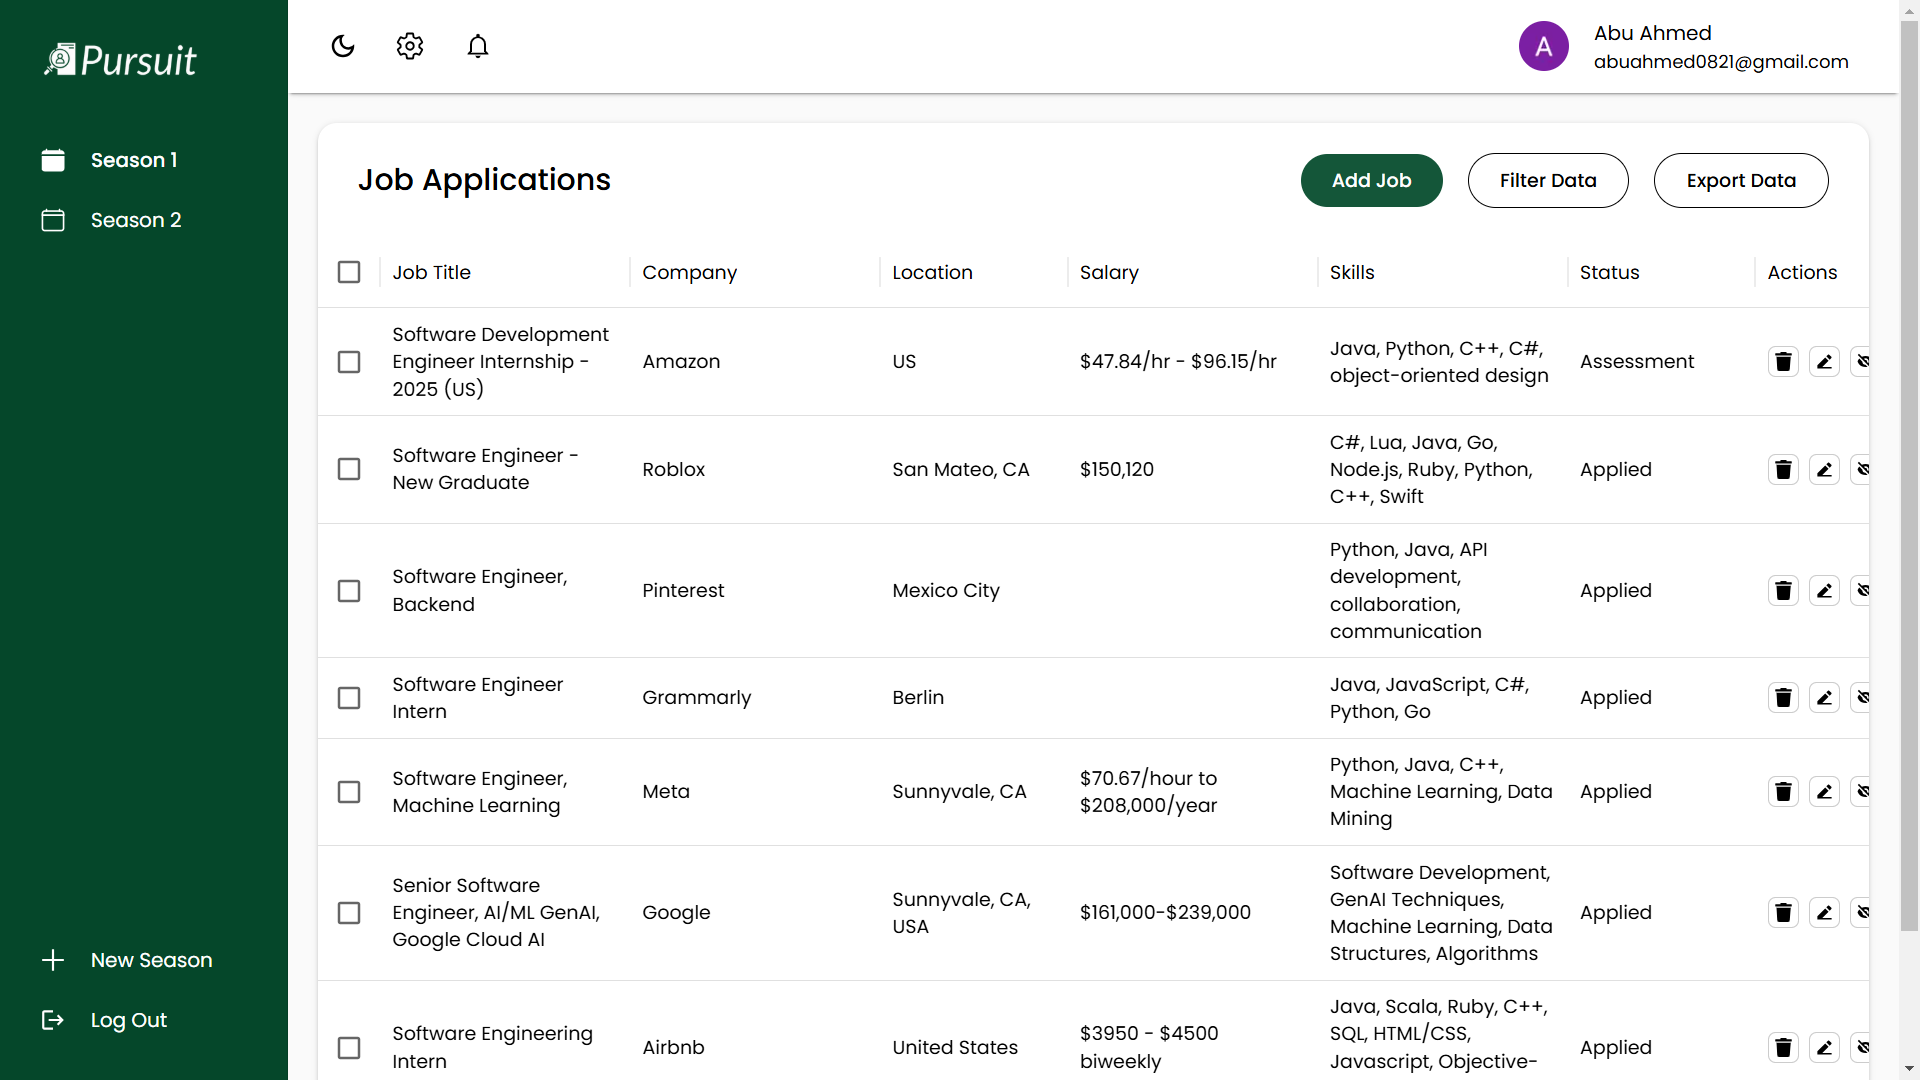 Pursuit
Season 1
Season 2
New Season
Log Out
A
Abu Ahmed
abuahmed0821@gmail.com
Job Applications
Add Job
Filter Data
Export Data
Job Title
Company
Location
Salary
Skills
Status
Actions
Software Development
Engineer Internship -
2025 (US)
Amazon
US
$47.84/hr - $96.15/hr
Java, Python, C++, C#,
object-oriented design
Assessment
Software Engineer -
New Graduate
Roblox
San Mateo, CA
$150,120
C#, Lua, Java, Go,
Node.js, Ruby, Python,
C++, Swift
Applied
Software Engineer,
Backend
Pinterest
Mexico City
Python, Java, API
development,
collaboration,
communication
Applied
Software Engineer
Intern
Grammarly
Berlin
Java, JavaScript, C#,
Python, Go
Applied
Software Engineer,
Machine Learning
Meta
Sunnyvale, CA
$70.67/hour to
$208,000/year
Python, Java, C++,
Machine Learning, Data
Mining
Applied
Senior Software
Engineer, AI/ML GenAI,
Google Cloud AI
Google
Sunnyvale, CA,
USA
$161,000-$239,000
Software Development,
GenAI Techniques,
Machine Learning, Data
Structures, Algorithms
Applied
Software Engineering
Intern
Airbnb
United States
$3950 - $4500
biweekly
Java, Scala, Ruby, C++,
SQL, HTML/CSS,
Javascript, Objective-
Applied